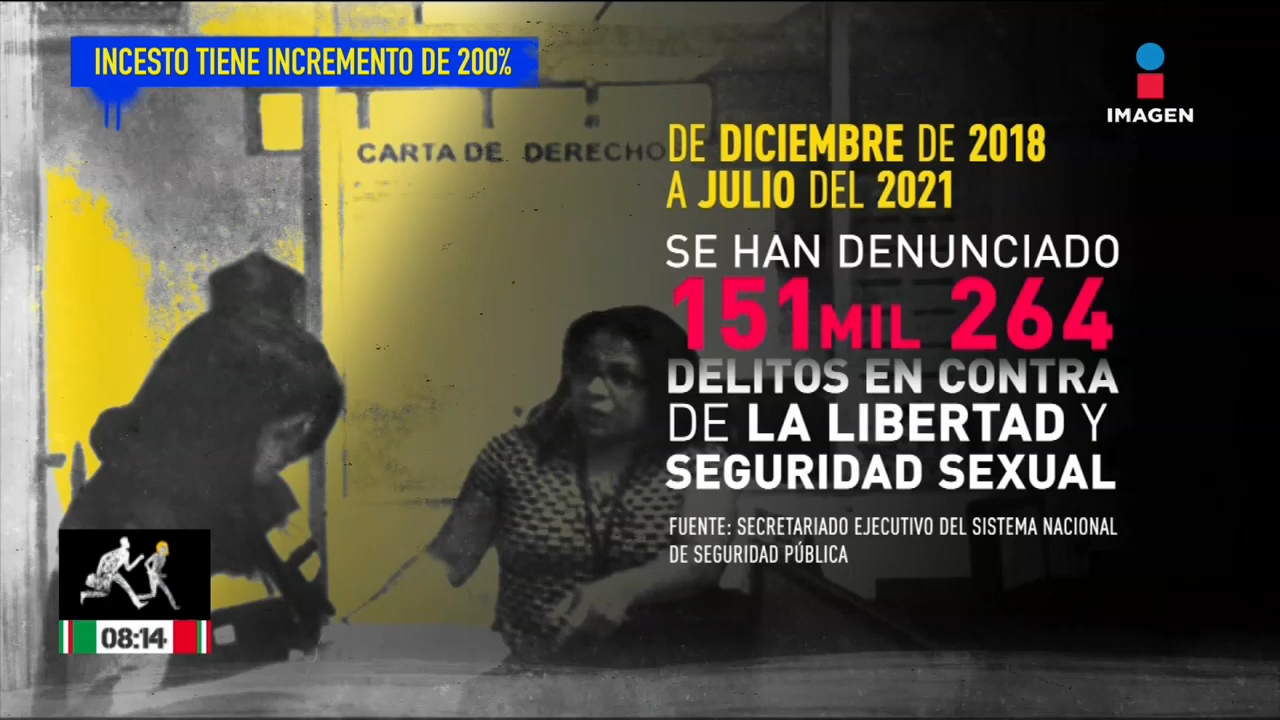 INCESTO TIENE INCREMENTO DE 200%
IMAGEN
CARTA DE DERECHO
DE DICIEMBRE DE 2018
A JULIO DEL 2021
SE HAN DENUNCIADO
151 MIL 264
DELITOS EN CONTRA
DE LA LIBERTAD Y
SEGURIDAD SEXUAL
FUENTE: SECRETARIADO EJECUTIVO DEL SISTEMA NACIONAL
DE SEGURIDAD PÚBLICA
08:14